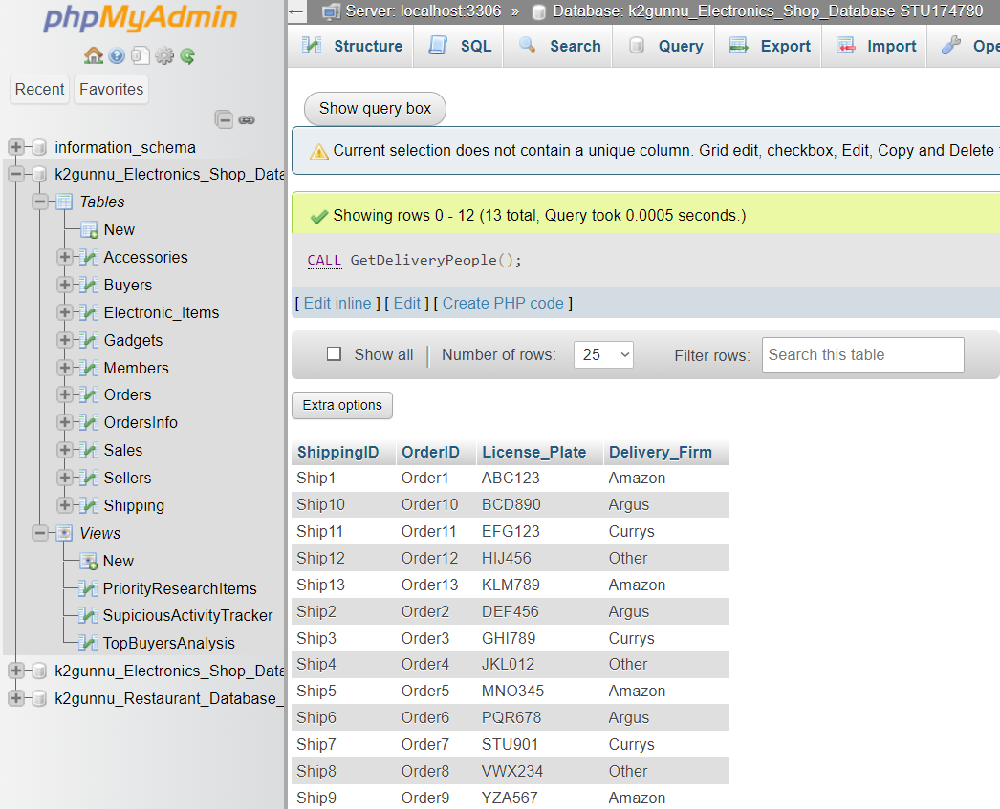 phpMyAdmin
Recent Favorites
information_schema
k2gunnu_Electronics_Shop_Data
Tables
New
Accessories
Buyers
Electronic_Items
Gadgets
Members
Orders
OrdersInfo
Sales
Sellers
Shipping
Views
New
PriorityResearchItems
SupiciousActivityTracker
TopBuyersAnalysis
k2gunnu_Electronics_Shop_Data
k2gunnu_Restaurant_Database_
← Server: localhost:3306 » Database: k2gunnu_Electronics_Shop_Database STU174780
Structure SQL Search Query Export Import Ope
Show query box
Current selection does not contain a unique column. Grid edit, checkbox, Edit, Copy and Delete
Showing rows 0 - 12 (13 total, Query took 0.0005 seconds.)
CALL GetDeliveryPeople();
[ Edit inline ] [ Edit ] [ Create PHP code ]
Show all | Number of rows: 25 Filter rows: Search this table
Extra options
ShippingID OrderID License_Plate Delivery_Firm
Ship1 Order1 ABC123 Amazon
Ship10 Order10 BCD890 Argus
Ship11 Order11 EFG123 Currys
Ship12 Order12 HIJ456 Other
Ship13 Order13 KLM789 Amazon
Ship2 Order2 DEF456 Argus
Ship3 Order3 GHI789 Currys
Ship4 Order4 JKL012 Other
Ship5 Order5 MNO345 Amazon
Ship6 Order6 PQR678 Argus
Ship7 Order7 STU901 Currys
Ship8 Order8 VWX234 Other
Ship9 Order9 YZA567 Amazon